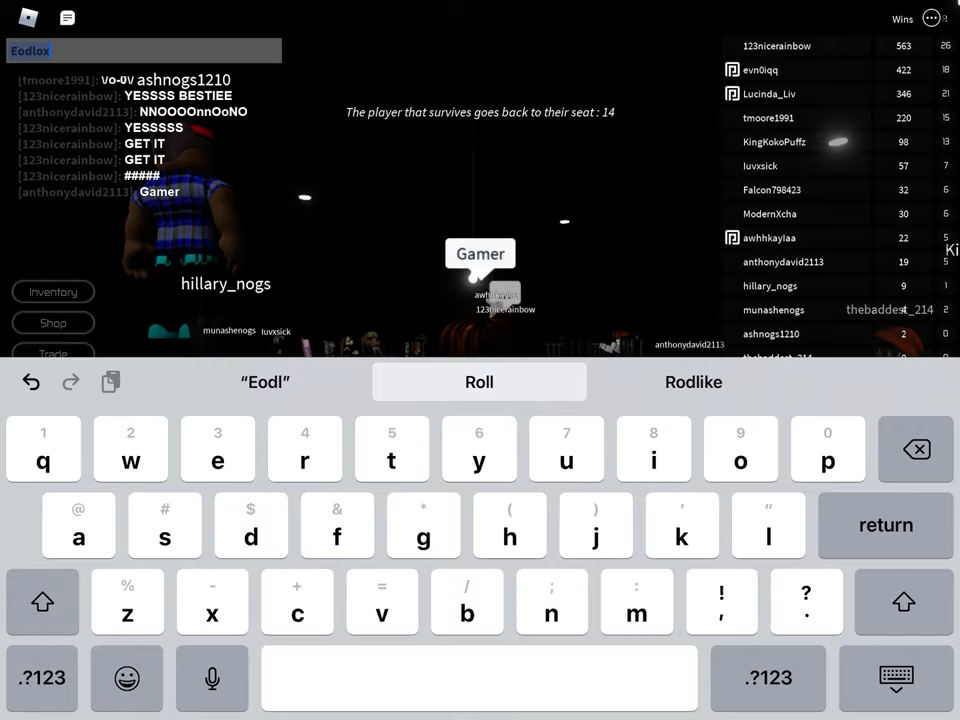 Wins
Eodlox
[tmoore1991]: Vo-0V ashnogs1210
[123nicerainbow]: YESSSS BESTIEE
[anthonydavid2113]: NNOOOOnnOoNO
[123nicerainbow]: YESSSSS
[123nicerainbow]: GET IT
[123nicerainbow]: GET IT
[123nicerainbow]: #####
[anthonydavid2113]: Gamer
The player that survives goes back to their seat : 14
123nicerainbow 563 26
evn0iqq 422 18
Lucinda_Liv 346 21
tmoore1991 220 15
KingKokoPuffz 98 13
luvxsick 57 7
Falcon798423 32 6
ModernXcha 30 6
awhhkaylaa 22 5
anthonydavid2113 19 5
hillary_nogs 9 1
munashenogs 4 2
ashnogs1210 2 0
thebaddest_214 0 0
Ki
thebaddest_214
Gamer
awhhkaylaa
123nicerainbow
hillary_nogs
munashenogs
luvxsick
anthonydavid2113
Inventory
Shop
Trade
“Eodl” Roll Rodlike
1 2 3 4 5 6 7 8 9 0
q w e r t y u i o p
@ # $ & * ( ) ' "
a s d f g h j k l return
% - + = / ; : ! ?
z x c v b n m , .
.?123 .?123